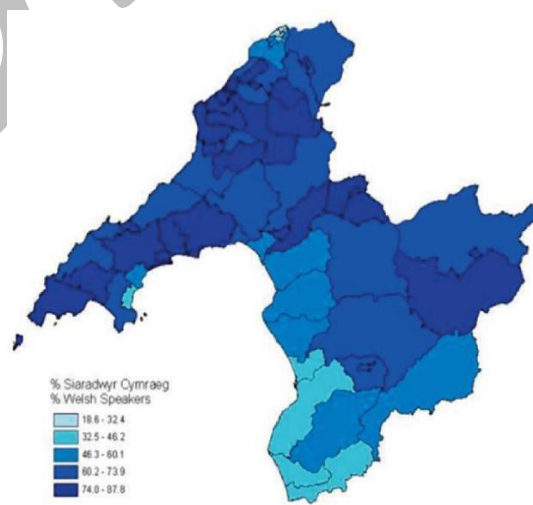 % Siaradwyr Cymraeg
% Welsh Speakers
18.6 - 32.4
32.5 - 46.2
46.3 - 60.1
60.2 - 73.9
74.0 - 87.8